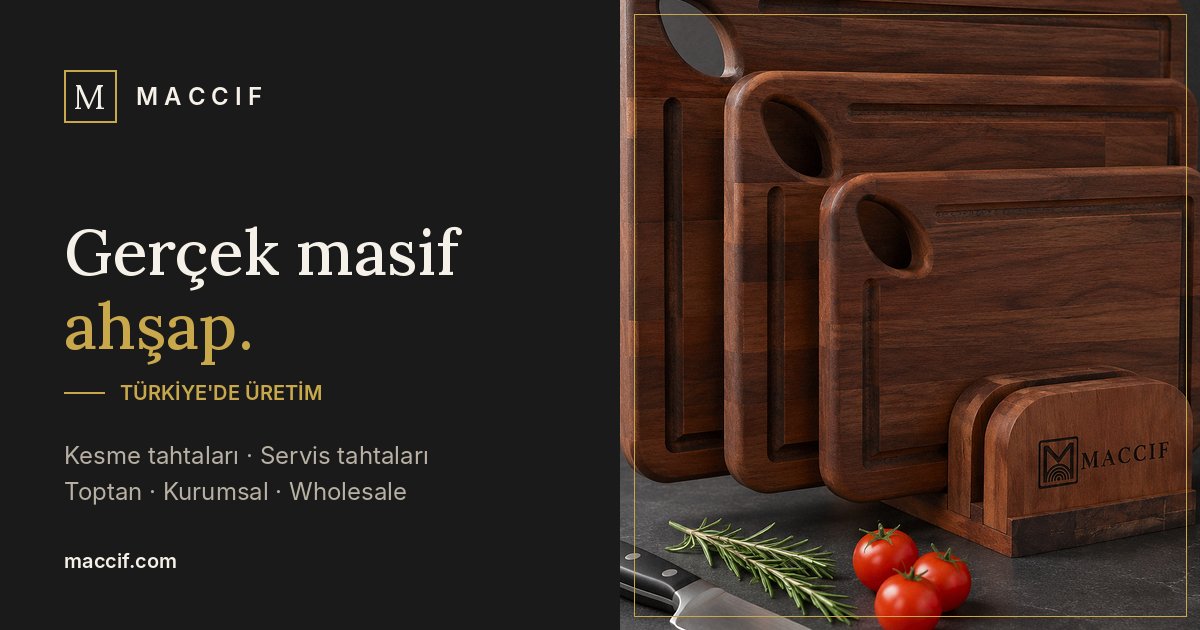 M MACCIF
Gerçek masif
ahşap.
TÜRKİYE'DE ÜRETİM
Kesme tahtaları · Servis tahtaları
Toptan · Kurumsal · Wholesale
maccif.com
MACCIF